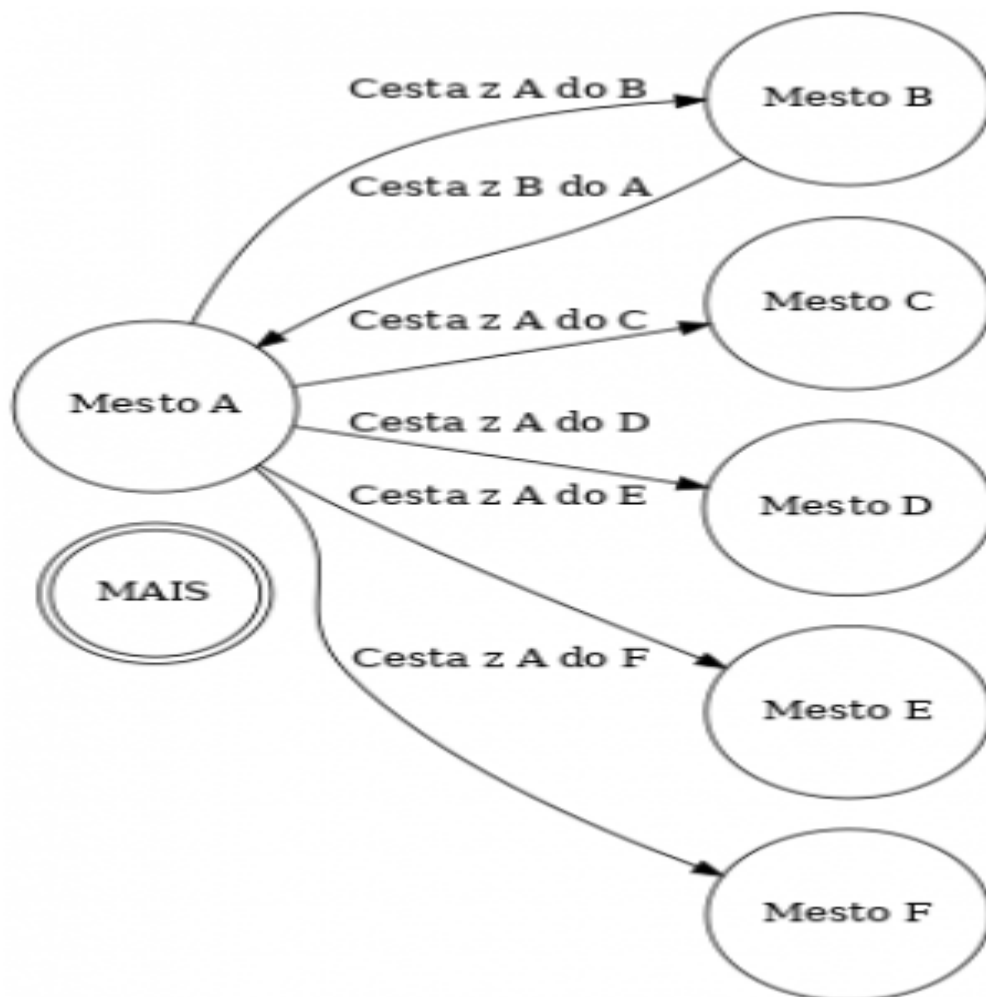 Cesta z A do B
Mesto B
Cesta z B do A
Mesto C
Cesta z A do C
Mesto A
Cesta z A do D
Cesta z A do E
Mesto D
MAIS
Cesta z A do F
Mesto E
Mesto F